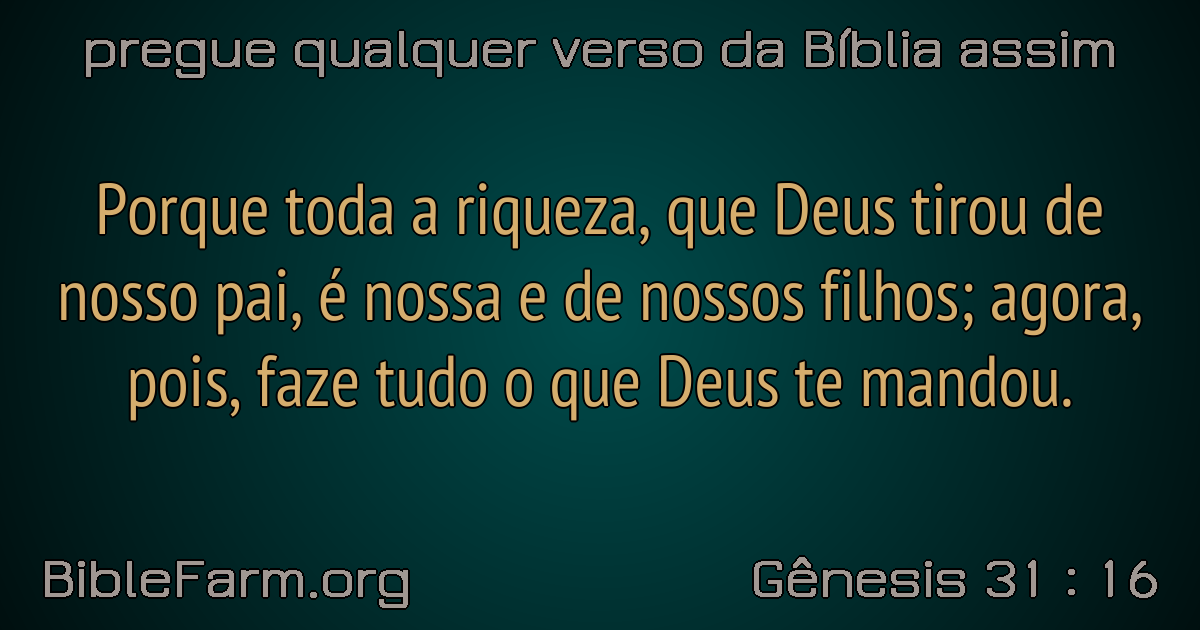 pregue qualquer verso da Bíblia assim
Porque toda a riqueza, que Deus tirou de
nosso pai, é nossa e de nossos filhos; agora,
pois, faze tudo o que Deus te mandou.
BibleFarm.org
Gênesis 31 : 16